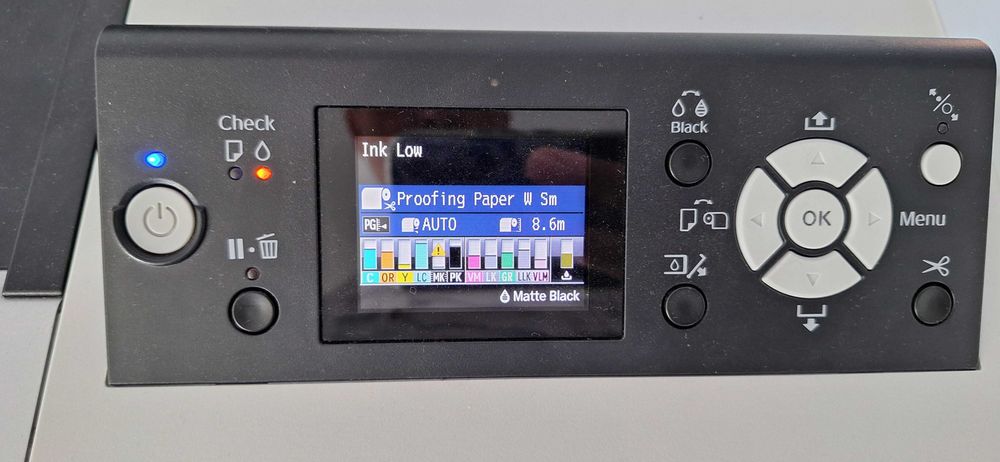 Check
Ink Low
Proofing Paper W Sm
PG
AUTO
8.6m
C OR Y LC MK PK VM LK GR LLK VLM
Matte Black
Black
OK
Menu